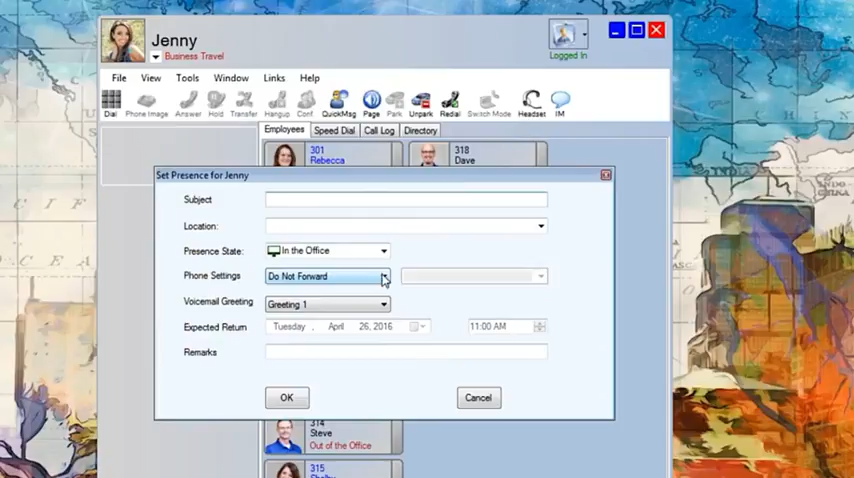 Jenny
Business Travel
Logged In
File View Tools Window Links Help
Dial Phone Image Answer Hold Transfer Hangup Conf. QuickMsg Page Park Unpark Redial Switch Mode Headset IM
Employees Speed Dial Call Log Directory
301
Rebecca
318
Dave
Set Presence for Jenny
Subject
Location:
Presence State: In the Office
Phone Settings Do Not Forward
Voicemail Greeting Greeting 1
Expected Return Tuesday , April 26, 2016 11:00 AM
Remarks
OK Cancel
314
Steve
Out of the Office
315